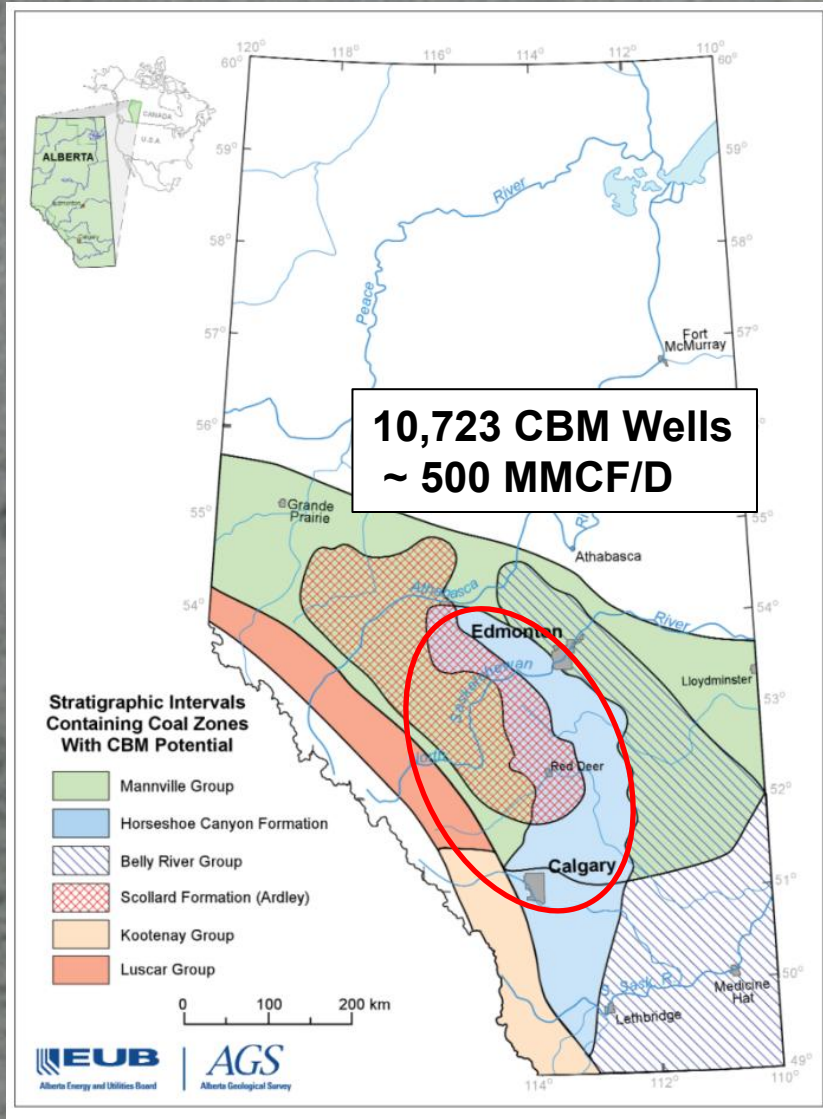 120°
118°
116°
114°
112°
110°
60°
60°
CANADA
U.S.A.
ALBERTA
Edmonton
Calgary
59°
59°
River
58°
58°
Peace
57°
57°
Fort
McMurray
10,723 CBM Wells
~ 500 MMCF/D
56°
55°
55°
Grande
Prairie
Athabasca
Athabasca
River
54°
54°
Edmonton
Saskatchewan
North
Lloydminster
53°
Red Deer
52°
Calgary
51°
Stratigraphic Intervals
Containing Coal Zones
With CBM Potential
Mannville Group
Horseshoe Canyon Formation
Belly River Group
Scollard Formation (Ardley)
Kootenay Group
Luscar Group
0 100 200 km
50°
S. Sask. R.
Medicine
Hat
Lethbridge
49°
114°
112°
110°
EUB
Alberta Energy and Utilities Board
AGS
Alberta Geological Survey